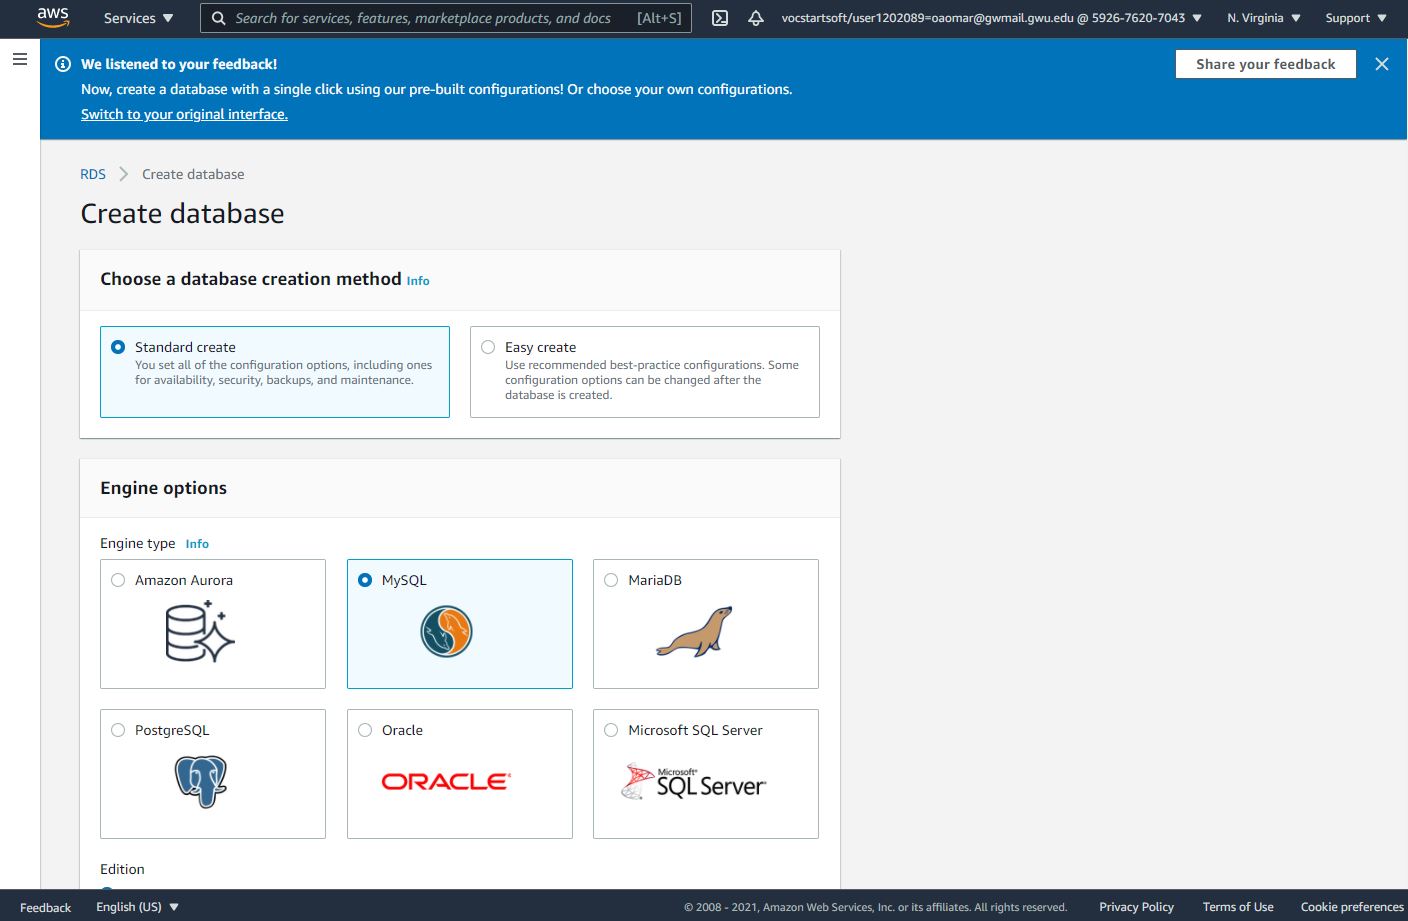 aws
Services
Search for services, features, marketplace products, and docs [Alt+S]
vocstartsoft/user1202089=oaomar@gwmail.gwu.edu @ 5926-7620-7043
N. Virginia
Support
We listened to your feedback!
Now, create a database with a single click using our pre-built configurations! Or choose your own configurations.
Switch to your original interface.
Share your feedback
RDS
Create database
Create database
Choose a database creation method Info
Standard create
You set all of the configuration options, including ones
for availability, security, backups, and maintenance.
Easy create
Use recommended best-practice configurations. Some
configuration options can be changed after the
database is created.
Engine options
Engine type Info
Amazon Aurora
MySQL
MariaDB
PostgreSQL
Oracle
ORACLE
Microsoft SQL Server
Microsoft
SQL Server
Edition
Feedback
English (US)
© 2008 - 2021, Amazon Web Services, Inc. or its affiliates. All rights reserved.
Privacy Policy
Terms of Use
Cookie preferences